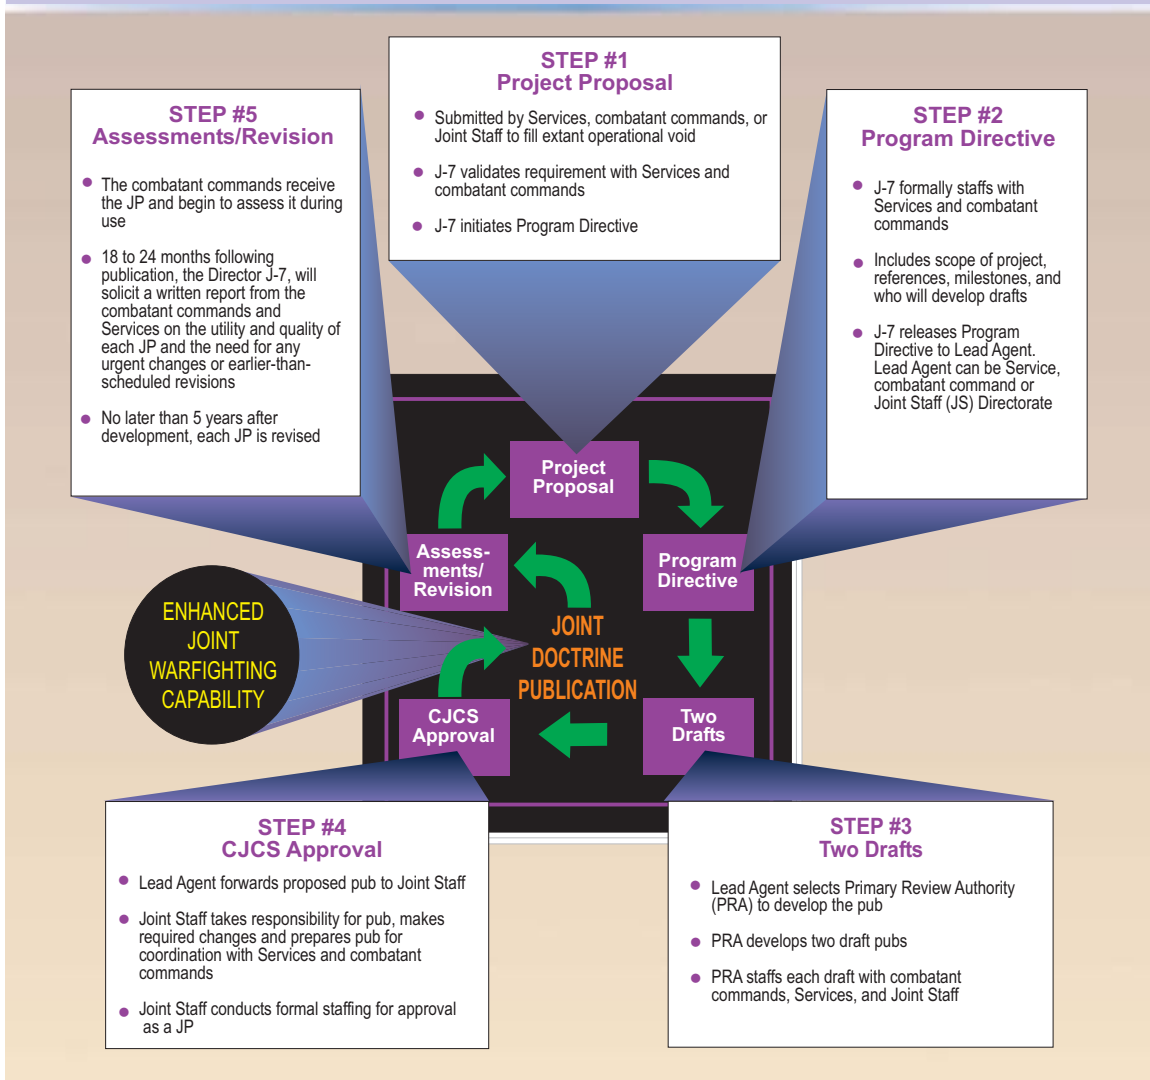 STEP #1
Project Proposal
• Submitted by Services, combatant commands, or
Joint Staff to fill extant operational void
• J-7 validates requirement with Services and
combatant commands
• J-7 initiates Program Directive
STEP #5
Assessments/Revision
• The combatant commands receive
the JP and begin to assess it during
use
• 18 to 24 months following
publication, the Director J-7, will
solicit a written report from the
combatant commands and
Services on the utility and quality of
each JP and the need for any
urgent changes or earlier-than-
scheduled revisions
• No later than 5 years after
development, each JP is revised
STEP #2
Program Directive
• J-7 formally staffs with
Services and combatant
commands
• Includes scope of project,
references, milestones, and
who will develop drafts
• J-7 releases Program
Directive to Lead Agent.
Lead Agent can be Service,
combatant command or
Joint Staff (JS) Directorate
Project
Proposal
Assess-
ments/
Revision
Program
Directive
ENHANCED
JOINT
WARFIGHTING
CAPABILITY
JOINT
DOCTRINE
PUBLICATION
CJCS
Approval
Two
Drafts
STEP #4
CJCS Approval
• Lead Agent forwards proposed pub to Joint Staff
• Joint Staff takes responsibility for pub, makes
required changes and prepares pub for
coordination with Services and combatant
commands
• Joint Staff conducts formal staffing for approval
as a JP
STEP #3
Two Drafts
• Lead Agent selects Primary Review Authority
(PRA) to develop the pub
• PRA develops two draft pubs
• PRA staffs each draft with combatant
commands, Services, and Joint Staff